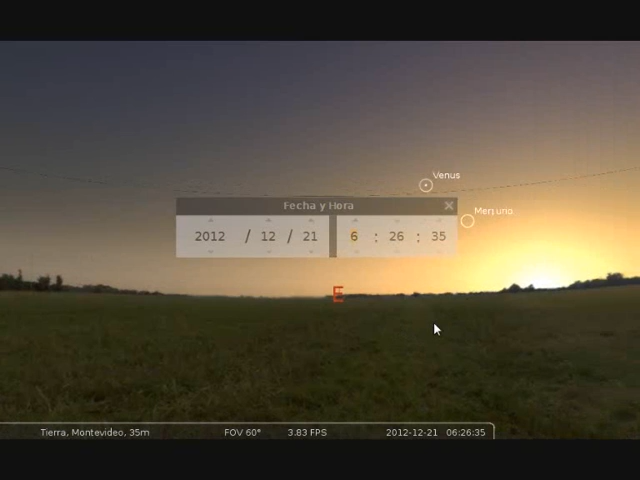 Venus
Mercurio
Fecha y Hora
2012 / 12 / 21 6 : 26 : 35
E
Tierra, Montevideo, 35m FOV 60° 3.83 FPS 2012-12-21 06:26:35